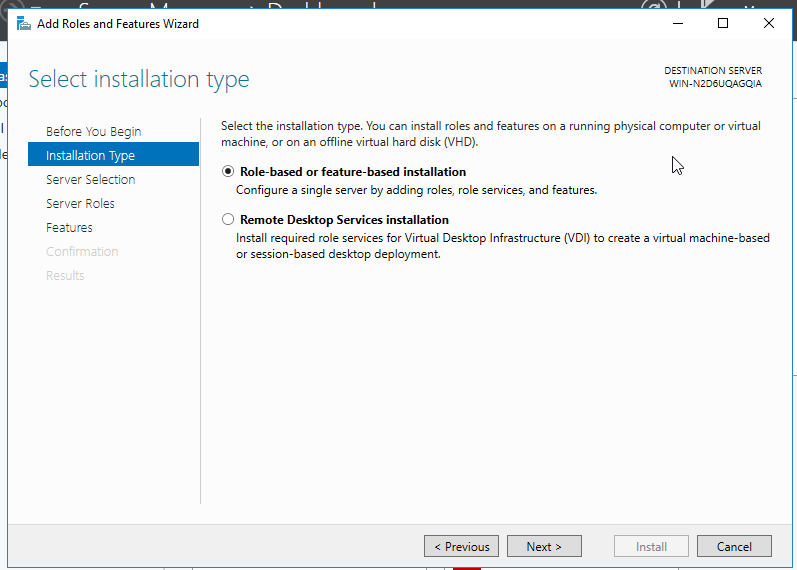 Add Roles and Features Wizard
Select installation type
DESTINATION SERVER
WIN-N2D6UQAGQIA
Before You Begin
Installation Type
Server Selection
Server Roles
Features
Confirmation
Results
Select the installation type. You can install roles and features on a running physical computer or virtual
machine, or on an offline virtual hard disk (VHD).
Role-based or feature-based installation
Configure a single server by adding roles, role services, and features.
Remote Desktop Services installation
Install required role services for Virtual Desktop Infrastructure (VDI) to create a virtual machine-based
or session-based desktop deployment.
< Previous
Next >
Install
Cancel